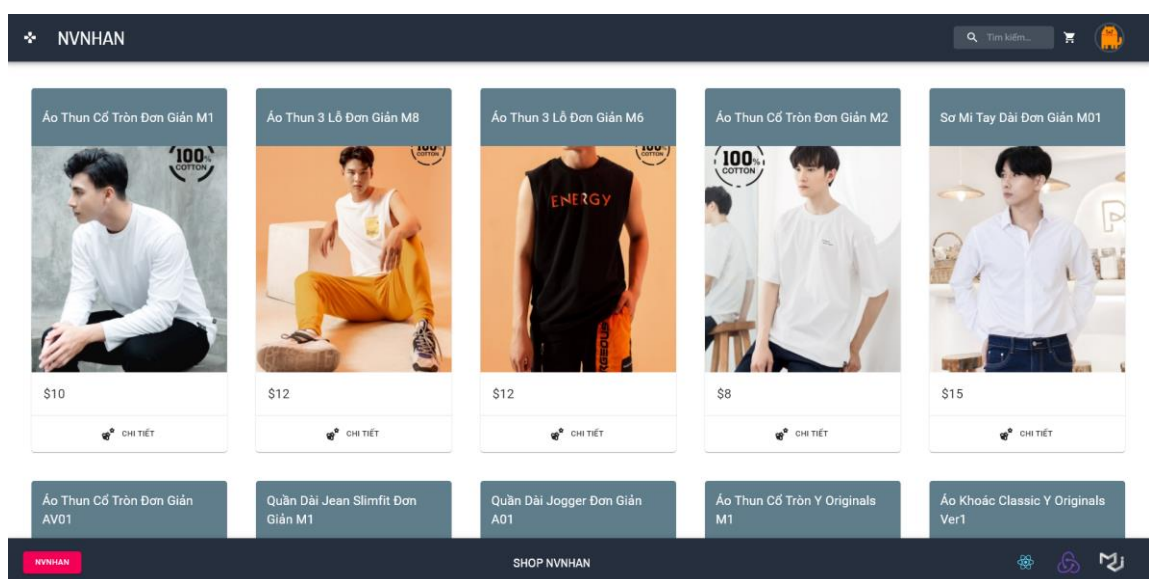 NVNHAN
Tìm kiếm...
Áo Thun Cổ Tròn Đơn Giản M1
Áo Thun 3 Lỗ Đơn Giản M8
Áo Thun 3 Lỗ Đơn Giản M6
Áo Thun Cổ Tròn Đơn Giản M2
Sơ Mi Tay Dài Đơn Giản M01
100%
COTTON
100%
COTTON
100%
COTTON
ENERGY
100%
COTTON
$10
$12
$12
$8
$15
CHI TIẾT
CHI TIẾT
CHI TIẾT
CHI TIẾT
CHI TIẾT
Áo Thun Cổ Tròn Đơn Giản
AV01
Quần Dài Jean Slimfit Đơn
Giản M1
Quần Dài Jogger Đơn Giản
A01
Áo Thun Cổ Tròn Y Originals
M1
Áo Khoác Classic Y Originals
Ver1
NVNHAN
SHOP NVNHAN